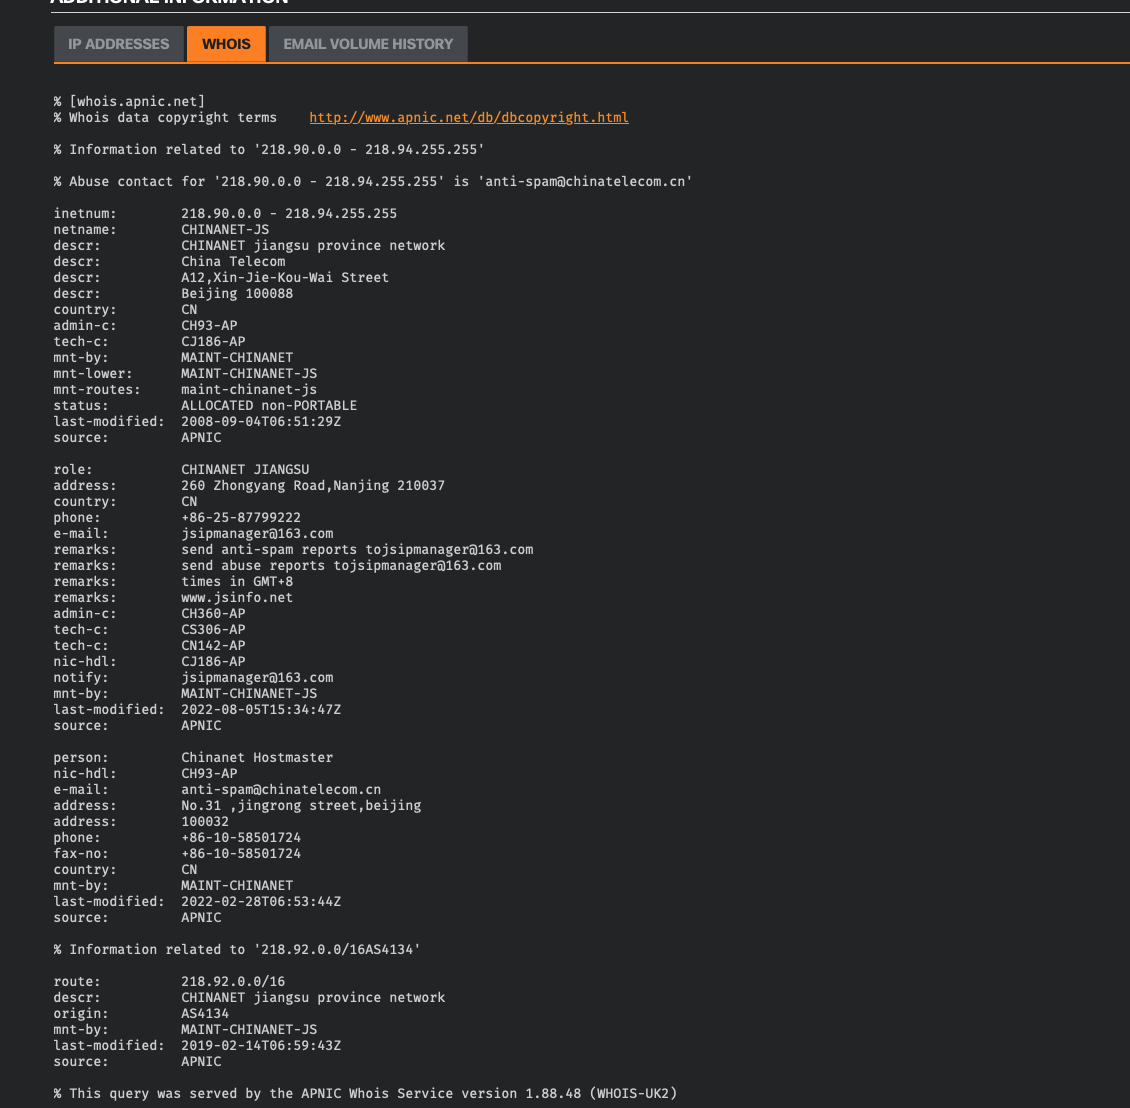 ADDITIONAL INFORMATION
IP ADDRESSES WHOIS EMAIL VOLUME HISTORY
% [whois.apnic.net]
% Whois data copyright terms http://www.apnic.net/db/dbcopyright.html
% Information related to '218.90.0.0 - 218.94.255.255'
% Abuse contact for '218.90.0.0 - 218.94.255.255' is 'anti-spam@chinatelecom.cn'
inetnum: 218.90.0.0 - 218.94.255.255
netname: CHINANET-JS
descr: CHINANET jiangsu province network
descr: China Telecom
descr: A12,Xin-Jie-Kou-Wai Street
descr: Beijing 100088
country: CN
admin-c: CH93-AP
tech-c: CJ186-AP
mnt-by: MAINT-CHINANET
mnt-lower: MAINT-CHINANET-JS
mnt-routes: maint-chinanet-js
status: ALLOCATED non-PORTABLE
last-modified: 2008-09-04T06:51:29Z
source: APNIC
role: CHINANET JIANGSU
address: 260 Zhongyang Road,Nanjing 210037
country: CN
phone: +86-25-87799222
e-mail: jsipmanager@163.com
remarks: send anti-spam reports tojsipmanager@163.com
remarks: send abuse reports tojsipmanager@163.com
remarks: times in GMT+8
remarks: www.jsinfo.net
admin-c: CH360-AP
tech-c: CS306-AP
tech-c: CN142-AP
nic-hdl: CJ186-AP
notify: jsipmanager@163.com
mnt-by: MAINT-CHINANET-JS
last-modified: 2022-08-05T15:34:47Z
source: APNIC
person: Chinanet Hostmaster
nic-hdl: CH93-AP
e-mail: anti-spam@chinatelecom.cn
address: No.31 ,jingrong street,beijing
address: 100032
phone: +86-10-58501724
fax-no: +86-10-58501724
country: CN
mnt-by: MAINT-CHINANET
last-modified: 2022-02-28T06:53:44Z
source: APNIC
% Information related to '218.92.0.0/16AS4134'
route: 218.92.0.0/16
descr: CHINANET jiangsu province network
origin: AS4134
mnt-by: MAINT-CHINANET-JS
last-modified: 2019-02-14T06:59:43Z
source: APNIC
% This query was served by the APNIC Whois Service version 1.88.48 (WHOIS-UK2)